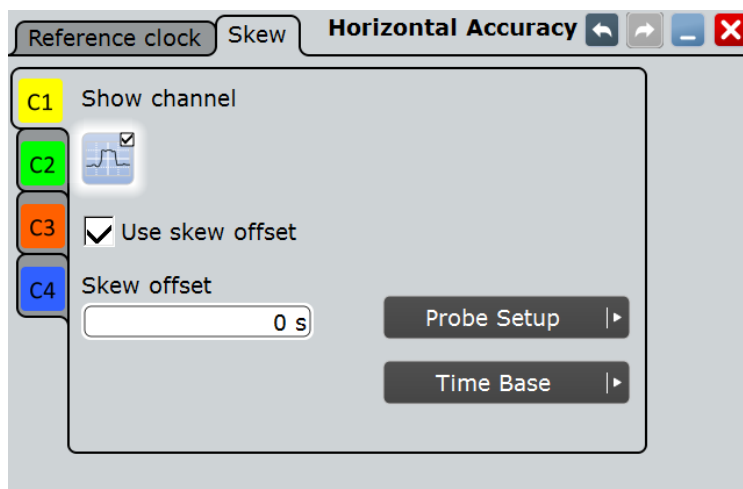 Reference clock Skew Horizontal Accuracy
C1 Show channel
C2
C3 Use skew offset
C4 Skew offset
0 s Probe Setup
Time Base